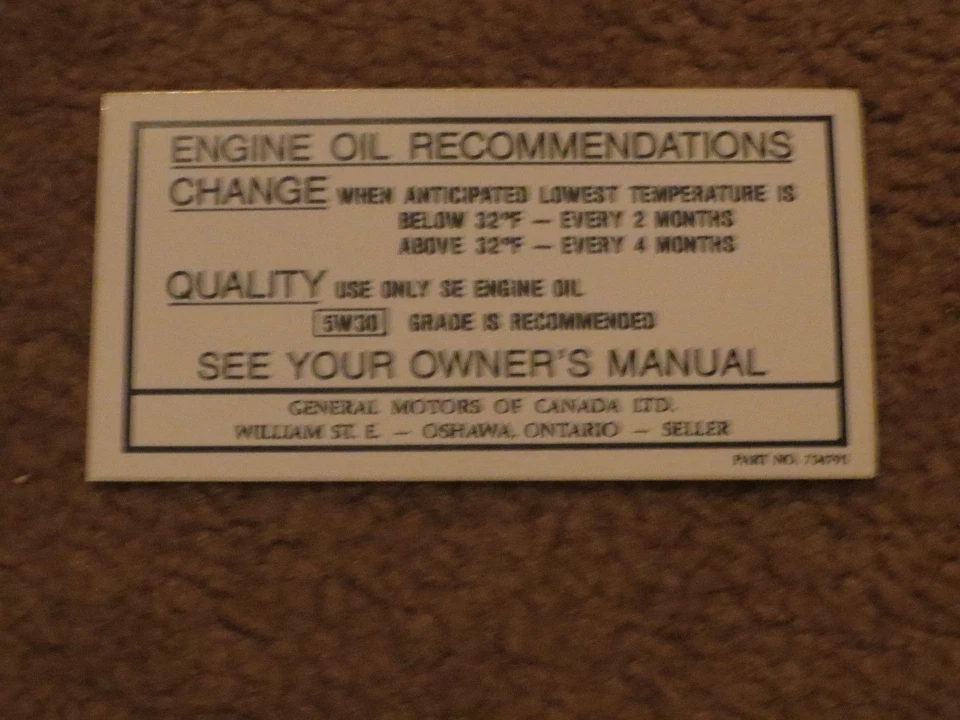 ENGINE OIL RECOMMENDATIONS
CHANGE WHEN ANTICIPATED LOWEST TEMPERATURE IS
BELOW 32°F — EVERY 2 MONTHS
ABOVE 32°F — EVERY 4 MONTHS
QUALITY USE ONLY SE ENGINE OIL
5W30 GRADE IS RECOMMENDED
SEE YOUR OWNER'S MANUAL
GENERAL MOTORS OF CANADA LTD.
WILLIAM ST. E. — OSHAWA, ONTARIO — SELLER
PART NO.